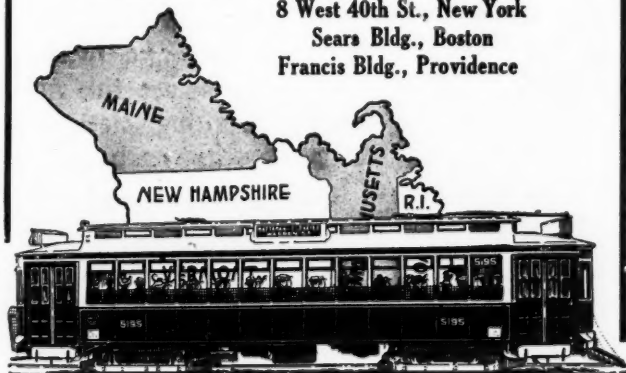 8 West 40th St., New York
Sears Bldg., Boston
Francis Bldg., Providence
MAINE
NEW HAMPSHIRE
USETTS
R.I.
5195
5195
5195